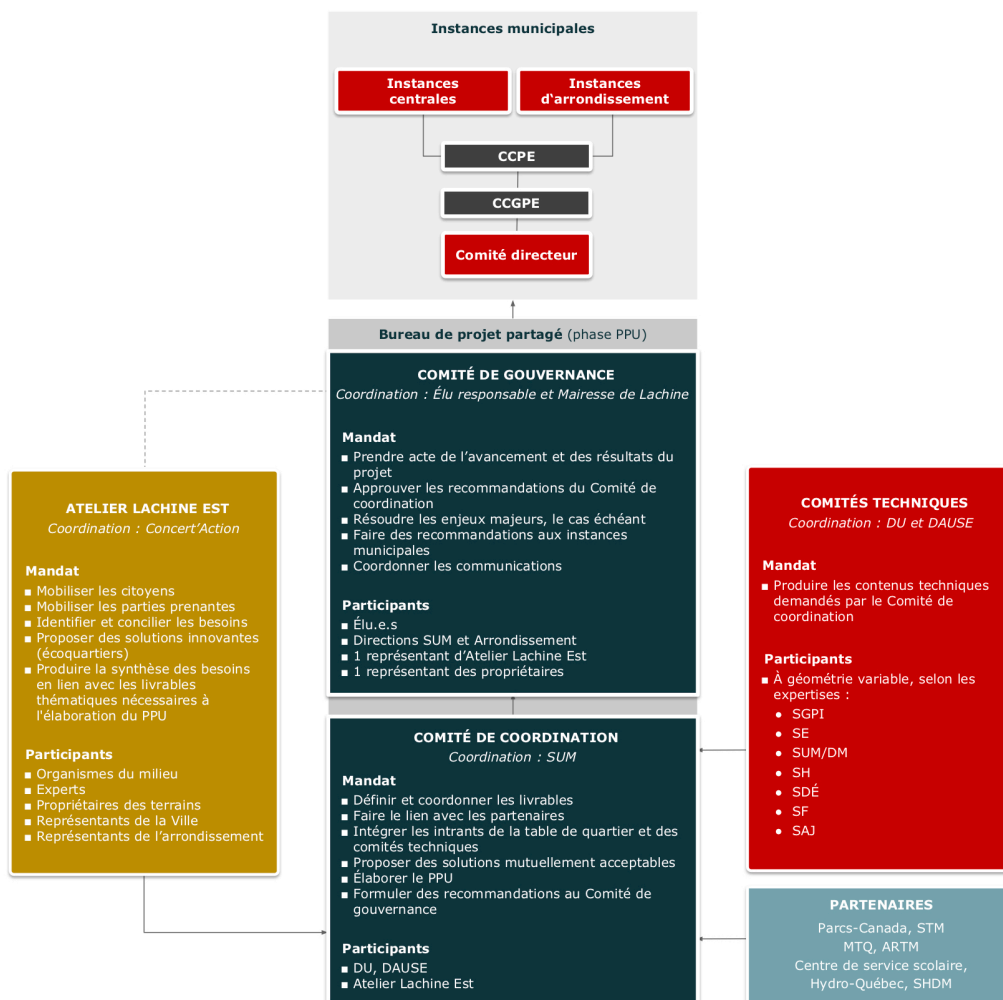 Instances municipales
Instances
centrales
Instances
d'arrondissement
CCPE
CCGPE
Comité directeur
Bureau de projet partagé (phase PPU)
COMITÉ DE GOUVERNANCE
Coordination : Élu responsable et Mairesse de Lachine
Mandat
▪ Prendre acte de l'avancement et des résultats du
projet
▪ Approuver les recommandations du Comité de
coordination
▪ Résoudre les enjeux majeurs, le cas échéant
▪ Faire des recommandations aux instances
municipales
▪ Coordonner les communications
Participants
▪ Élu.e.s
▪ Directions SUM et Arrondissement
▪ 1 représentant d'Atelier Lachine Est
▪ 1 représentant des propriétaires
ATELIER LACHINE EST
Coordination : Concert'Action
Mandat
▪ Mobiliser les citoyens
▪ Mobiliser les parties prenantes
▪ Identifier et concilier les besoins
▪ Proposer des solutions innovantes
(écoquartiers)
▪ Produire la synthèse des besoins
en lien avec les livrables
thématiques nécessaires à
l'élaboration du PPU
Participants
▪ Organismes du milieu
▪ Experts
▪ Propriétaires des terrains
▪ Représentants de la Ville
▪ Représentants de l'arrondissement
COMITÉS TECHNIQUES
Coordination : DU et DAUSE
Mandat
▪ Produire les contenus techniques
demandés par le Comité de
coordination
Participants
▪ À géométrie variable, selon les
expertises :
• SGPI
• SE
• SUM/DM
• SH
• SDÉ
• SF
• SAJ
COMITÉ DE COORDINATION
Coordination : SUM
Mandat
▪ Définir et coordonner les livrables
▪ Faire le lien avec les partenaires
▪ Intégrer les intrants de la table de quartier et des
comités techniques
▪ Proposer des solutions mutuellement acceptables
▪ Élaborer le PPU
▪ Formuler des recommandations au Comité de
gouvernance
Participants
▪ DU, DAUSE
▪ Atelier Lachine Est
PARTENAIRES
Parcs-Canada, STM
MTQ, ARTM
Centre de service scolaire,
Hydro-Québec, SHDM